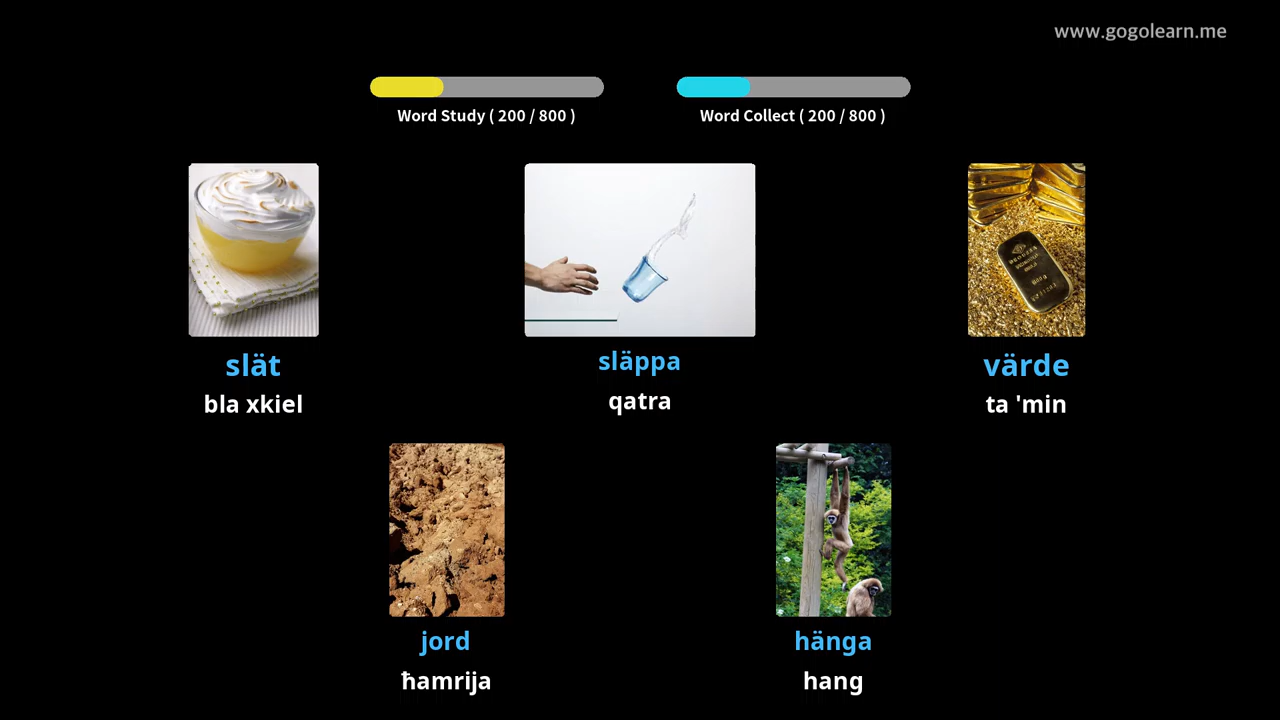 www.gogolearn.me
Word Study ( 200 / 800 )
Word Collect ( 200 / 800 )
slät
bla xkiel
släppa
qatra
värde
ta 'min
jord
ħamrija
hänga
hang